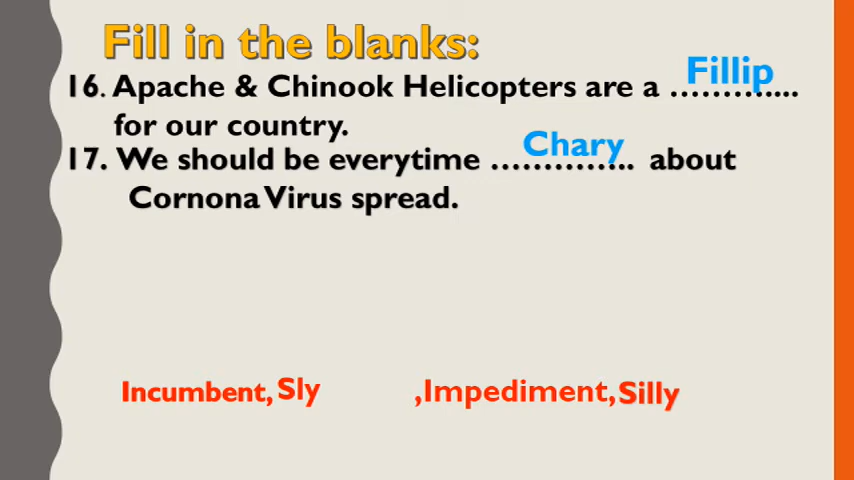 Fill in the blanks:
16. Apache & Chinook Helicopters are a ………….... Fillip
for our country.
17. We should be everytime ………….. Chary about
Cornona Virus spread.
Incumbent, Sly ,Impediment, Silly